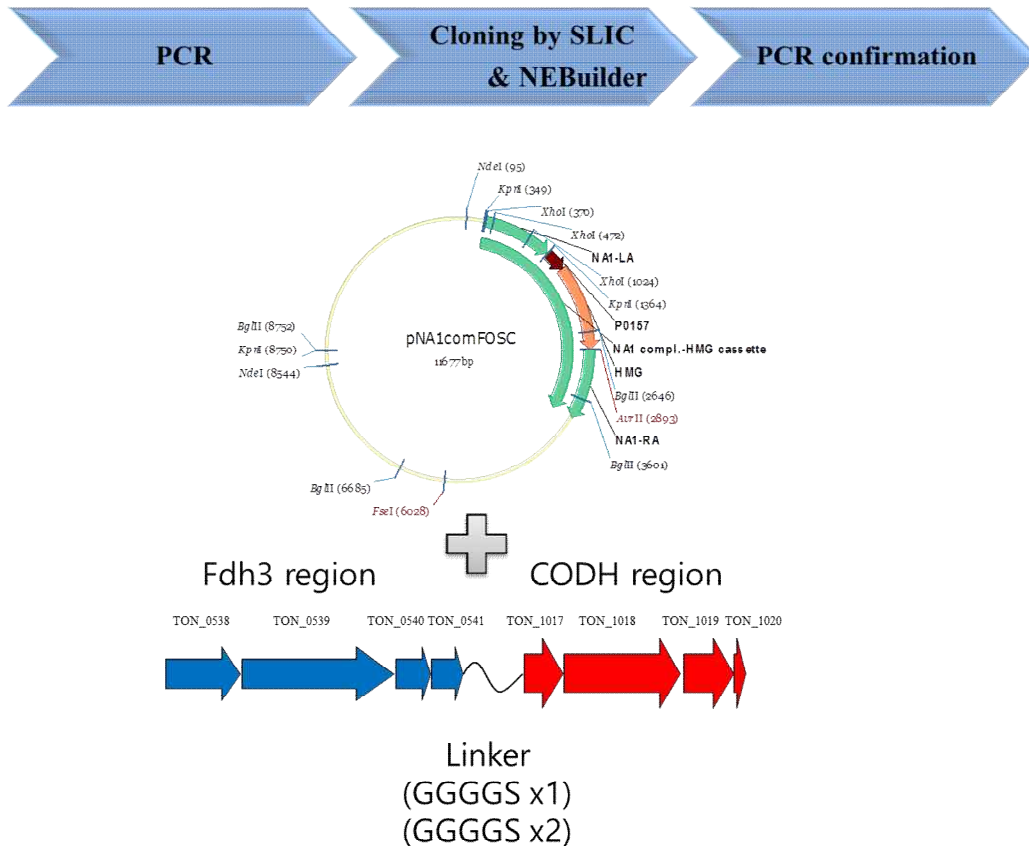 PCR
Cloning by SLIC
& NEBuilder
PCR confirmation
NdeI (95)
KpnI (349)
XhoI (370)
XhoI (472)
NA1-LA
XhoI (1024)
KpnI (1364)
P0157
NA1 compl.-HMG cassette
HMG
BglII (2646)
AvrII (2893)
NA1-RA
BglII (3601)
BglII (8752)
KpnI (8750)
NdeI (8544)
pNA1comFOSC
11677 bp
BglII (6685)
FseI (6028)
Fdh3 region
CODH region
TON_0538
TON_0539
TON_0540
TON_0541
TON_1017
TON_1018
TON_1019
TON_1020
Linker
(GGGGS x1)
(GGGGS x2)